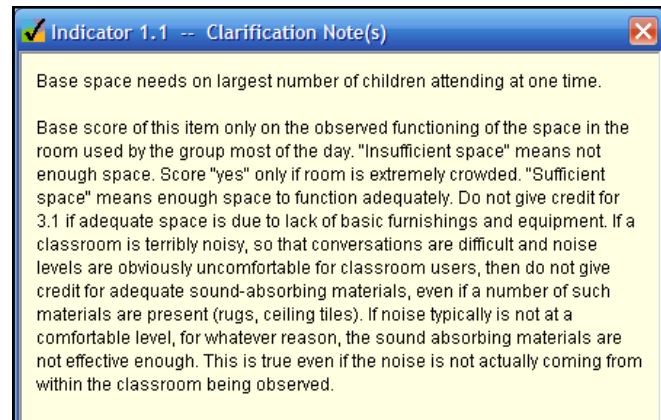 Indicator 1.1 -- Clarification Note(s)
Base space needs on largest number of children attending at one time.
Base score of this item only on the observed functioning of the space in the
room used by the group most of the day. "Insufficient space" means not
enough space. Score "yes" only if room is extremely crowded. "Sufficient
space" means enough space to function adequately. Do not give credit for
3.1 if adequate space is due to lack of basic furnishings and equipment. If a
classroom is terribly noisy, so that conversations are difficult and noise
levels are obviously uncomfortable for classroom users, then do not give
credit for adequate sound-absorbing materials, even if a number of such
materials are present (rugs, ceiling tiles). If noise typically is not at a
comfortable level, for whatever reason, the sound absorbing materials are
not effective enough. This is true even if the noise is not actually coming from
within the classroom being observed.